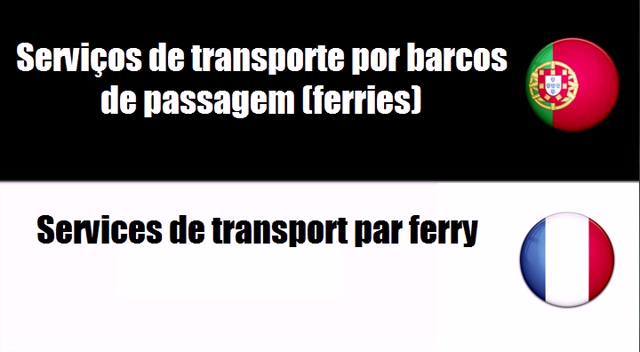 Serviços de transporte por barcos
de passagem (ferries)
Services de transport par ferry